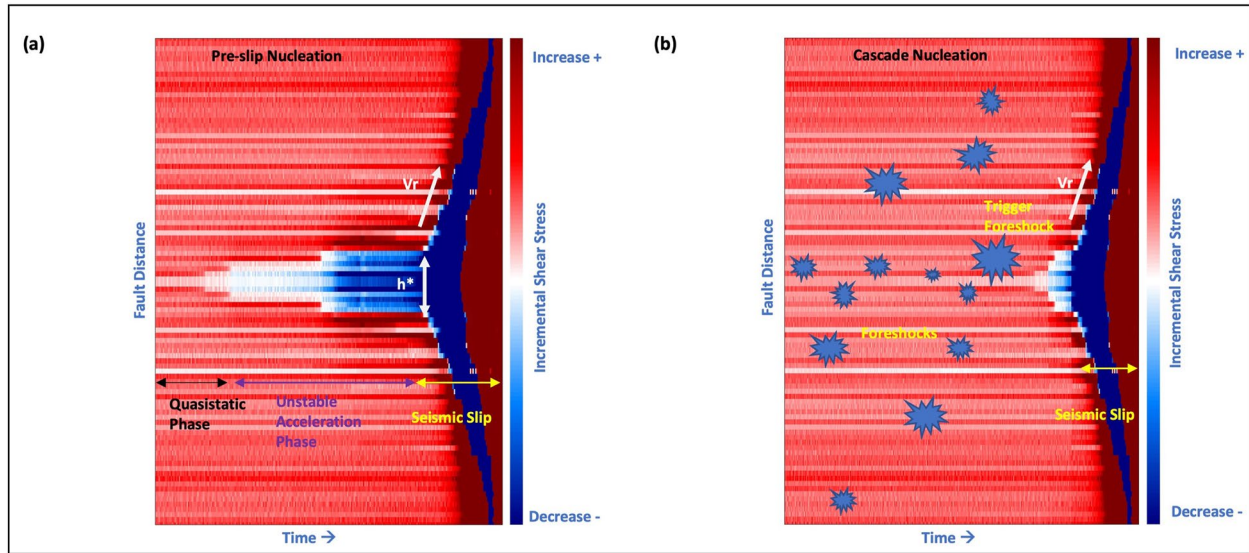 (a)
Pre-slip Nucleation
Increase +
Vr
h*
Fault Distance
Incremental Shear Stress
Quasistatic
Phase
Unstable
Acceleration
Phase
Seismic Slip
Decrease -
Time →
(b)
Cascade Nucleation
Increase +
Vr
Trigger
Foreshock
Fault Distance
Incremental Shear Stress
Foreshocks
Seismic Slip
Decrease -
Time →